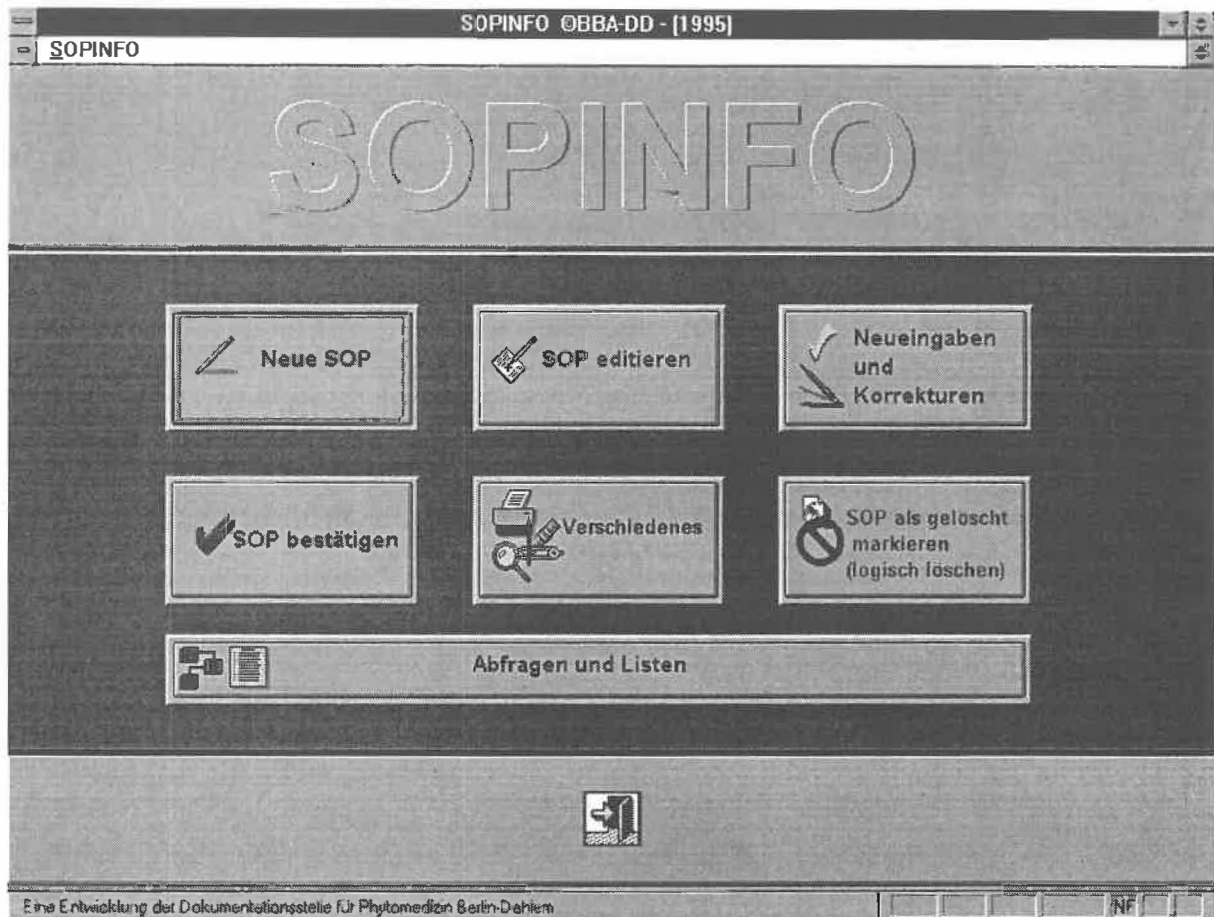 SOPINFO ©BBA-DD - [1995]
SOPINFO
SOPINFO
Neue SOP
SOP editieren
Neueingaben
und
Korrekturen
SOP bestätigen
Verschiedenes
SOP als gelöscht
markieren
(logisch löschen)
Abfragen und Listen
Eine Entwicklung der Dokumentationsstelle für Phytomedizin Berlin-Dahlem
NF